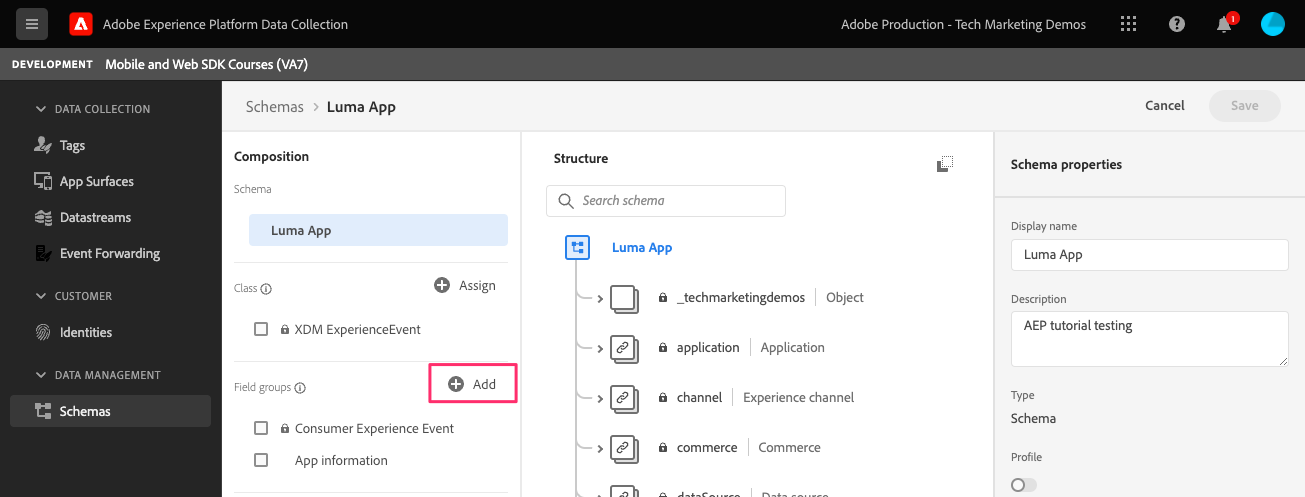 Adobe Experience Platform Data Collection
Adobe Production - Tech Marketing Demos
1
DEVELOPMENT Mobile and Web SDK Courses (VA7)
DATA COLLECTION
Tags
App Surfaces
Datastreams
Event Forwarding
CUSTOMER
Identities
DATA MANAGEMENT
Schemas
Schemas > Luma App
Cancel
Save
Composition
Schema
Luma App
Class
Assign
XDM ExperienceEvent
Field groups
Add
Consumer Experience Event
App information
Structure
Search schema
Luma App
_techmarketingdemos | Object
application | Application
channel | Experience channel
commerce | Commerce
dataSource | Data source
Schema properties
Display name
Luma App
Description
AEP tutorial testing
Type
Schema
Profile